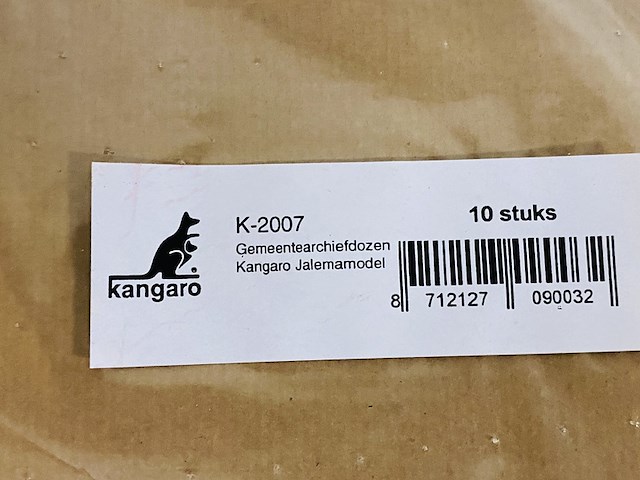 K-2007
10 stuks
Gemeentearchiefdozen
Kangaro Jalemamodel
kangaro®
8 712127 090032